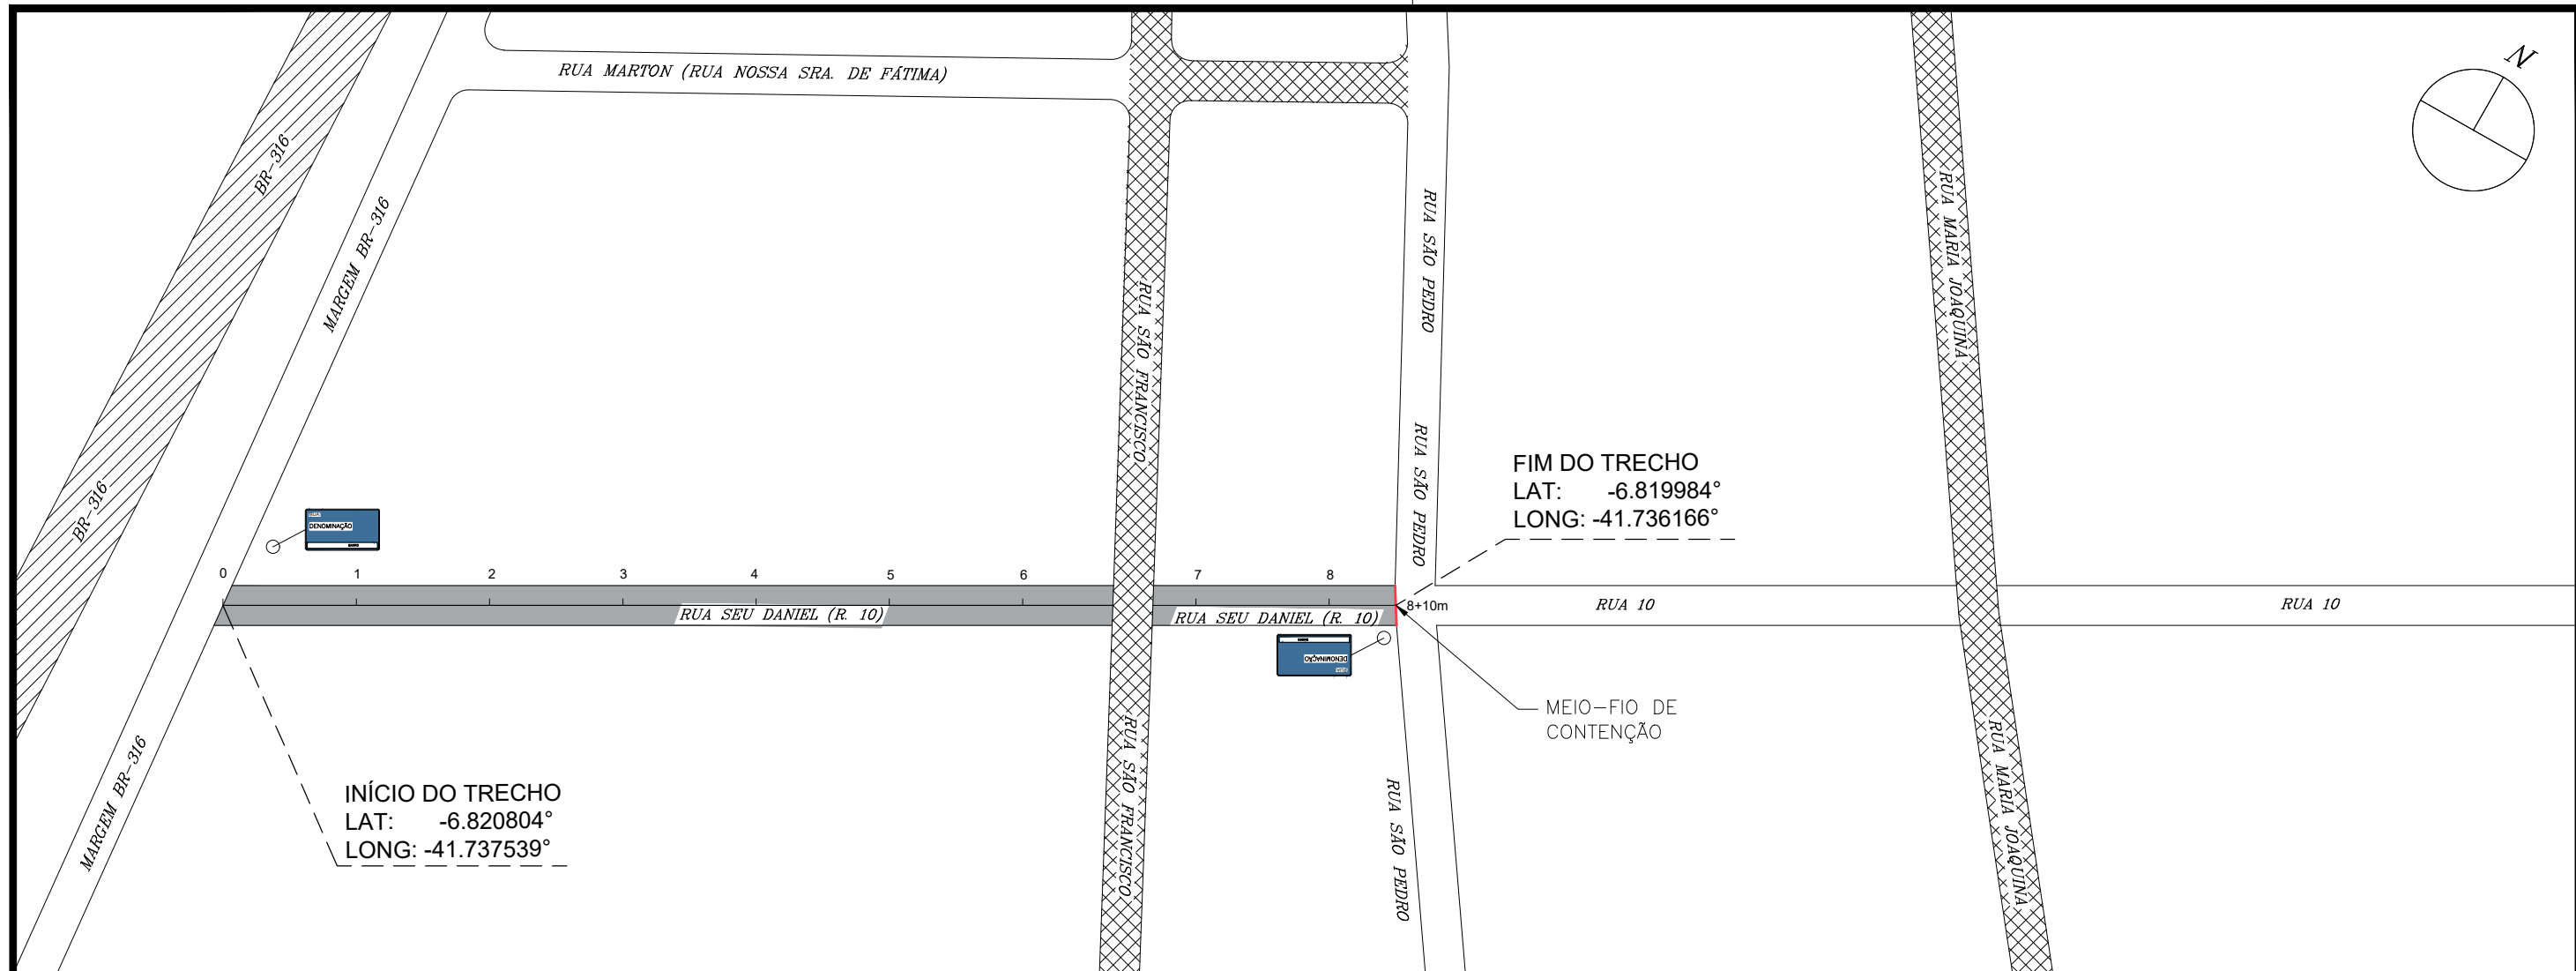 N
RUA MARTON (RUA NOSSA SRA. DE FÁTIMA)
BR-316
MARGEM BR-316
RUA SÃO PEDRO
RUA MARIA JOAQUINA
RUA SÃO FRANCISCO
RUA SÃO PEDRO
FIM DO TRECHO
LAT: -6.819984°
LONG: -41.736166°
BR-316
DENOMINAÇÃO
0 1 2 3 4 5 6 7 8
8+10m
RUA SEU DANIEL (R. 10)
RUA SEU DANIEL (R. 10)
RUA 10
RUA 10
DENOMINAÇÃO
MEIO-FIO DE
CONTENÇÃO
MARGEM BR-316
INÍCIO DO TRECHO
LAT: -6.820804°
LONG: -41.737539°
RUA SÃO FRANCISCO
RUA SÃO PEDRO
RUA MARIA JOAQUINA